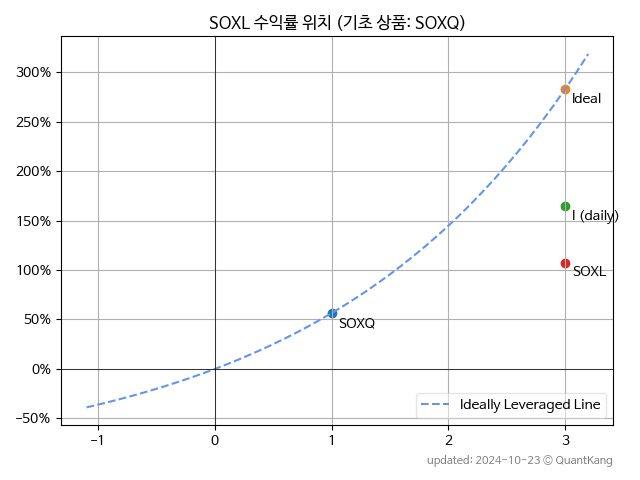 SOXL 수익률 위치 (기초 상품: SOXQ)
300%
250%
200%
150%
100%
50%
0%
−50%
Ideal
I (daily)
SOXL
SOXQ
Ideally Leveraged Line
−1 0 1 2 3
updated: 2024-10-23 © QuantKang